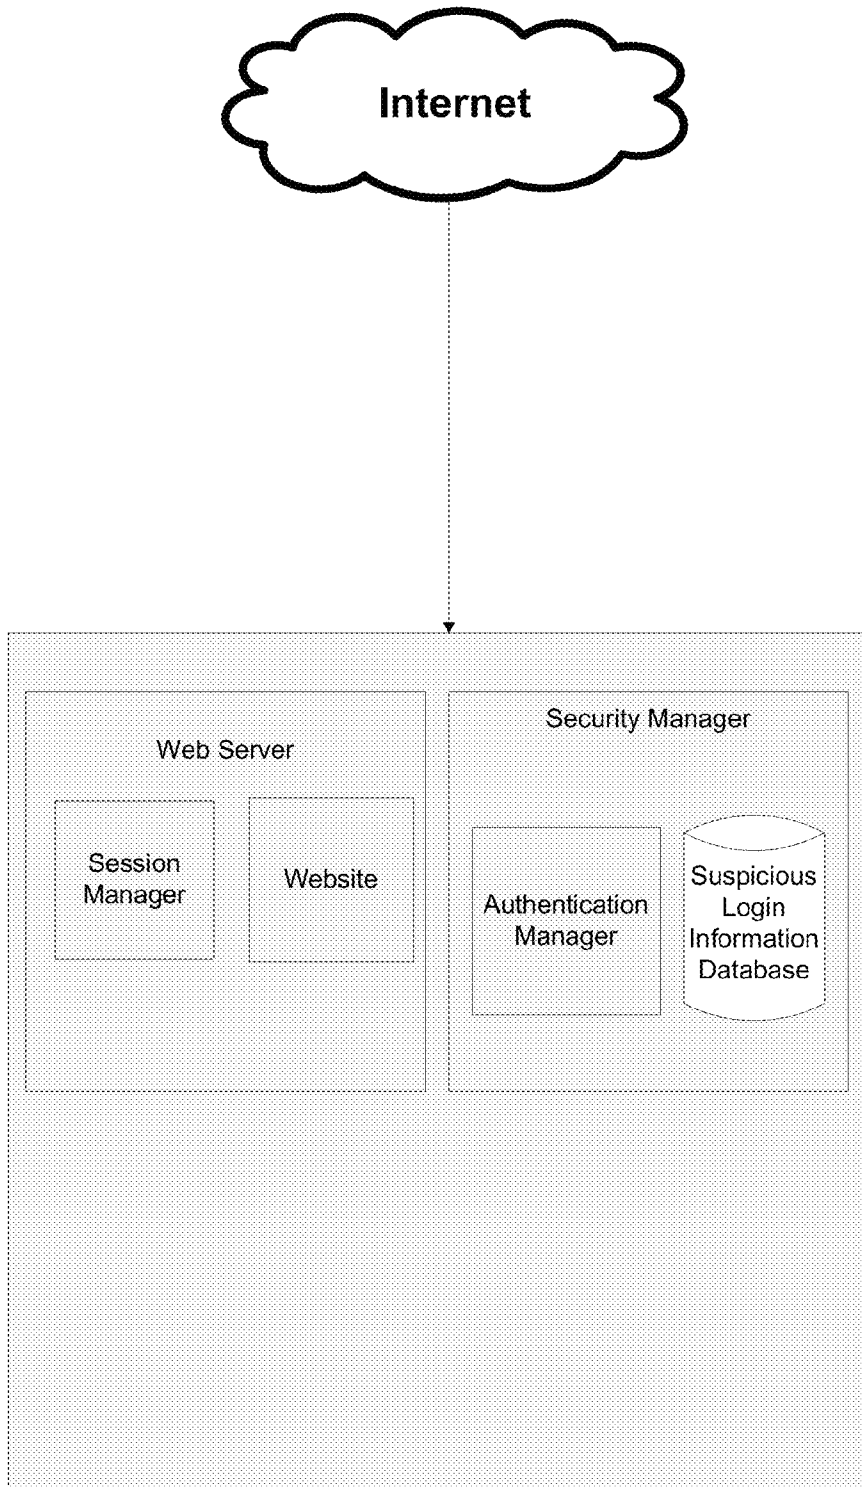 Internet
Web Server
Session
Manager
Website
Security Manager
Authentication
Manager
Suspicious
Login
Information
Database